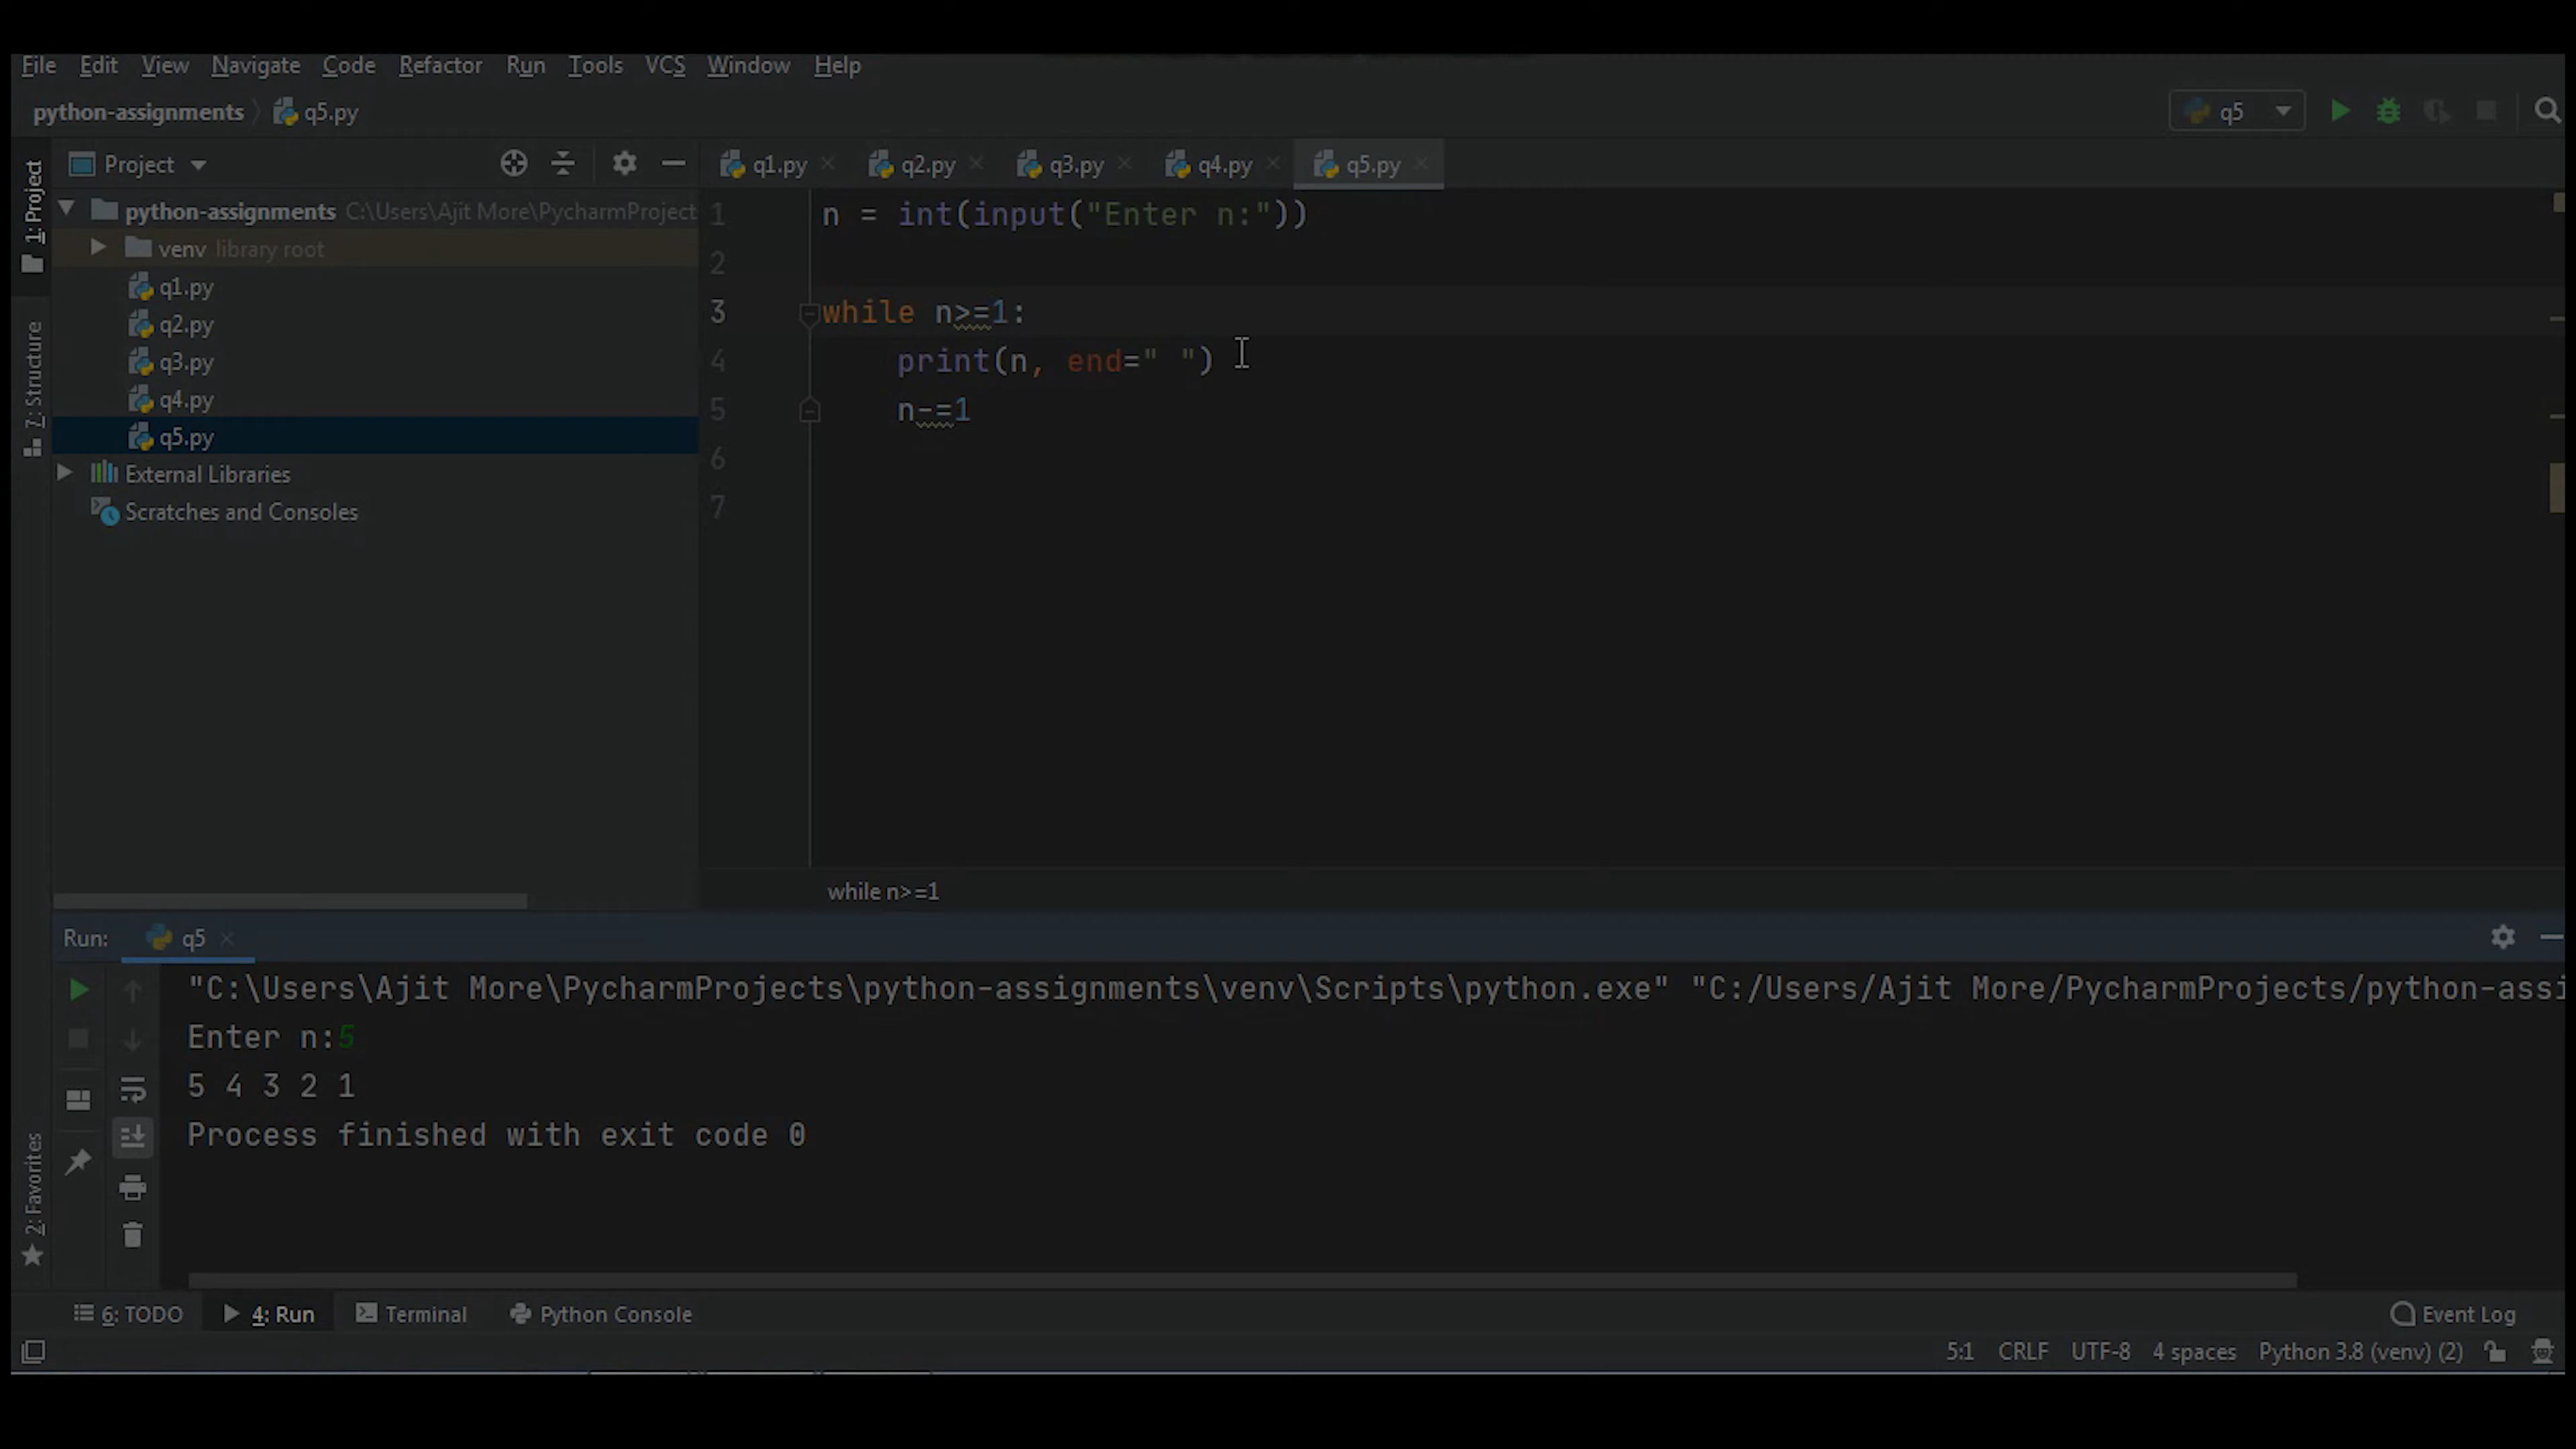 File Edit View Navigate Code Refactor Run Tools VCS Window Help
python-assignments q5.py q5
1: Project
Project
q1.py q2.py q3.py q4.py q5.py
python-assignments C:\Users\Ajit More\PycharmProject
venv library root
q1.py
q2.py
q3.py
q4.py
q5.py
External Libraries
Scratches and Consoles
7: Structure
1 n = int(input("Enter n:"))
2
3 while n>=1:
4 print(n, end=" ")
5 n-=1
6
7
while n>=1
Run: q5
"C:\Users\Ajit More\PycharmProjects\python-assignments\venv\Scripts\python.exe" "C:/Users/Ajit More/PycharmProjects/python-assi
Enter n:5
5 4 3 2 1
Process finished with exit code 0
2: Favorites
6: TODO 4: Run Terminal Python Console Event Log
5:1 CRLF UTF-8 4 spaces Python 3.8 (venv) (2)